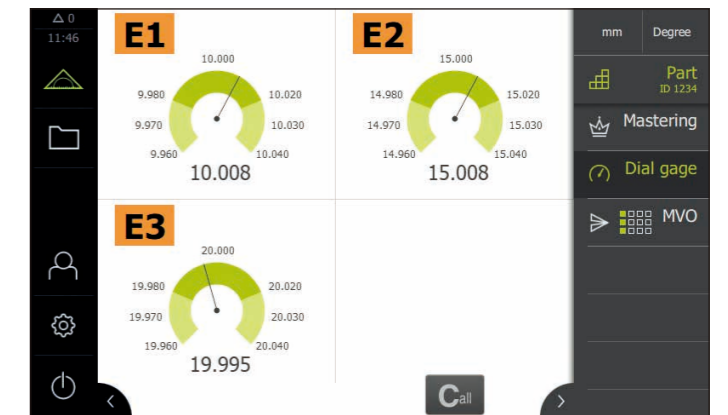 △ 0
11:46
E1
10.000
9.980
10.020
9.970
10.030
9.960
10.040
10.008
E2
15.000
14.980
15.020
14.970
15.030
14.960
15.040
15.008
E3
20.000
19.980
20.020
19.970
20.030
19.960
20.040
19.995
Call
mm Degree
Part
ID 1234
Mastering
Dial gage
MVO